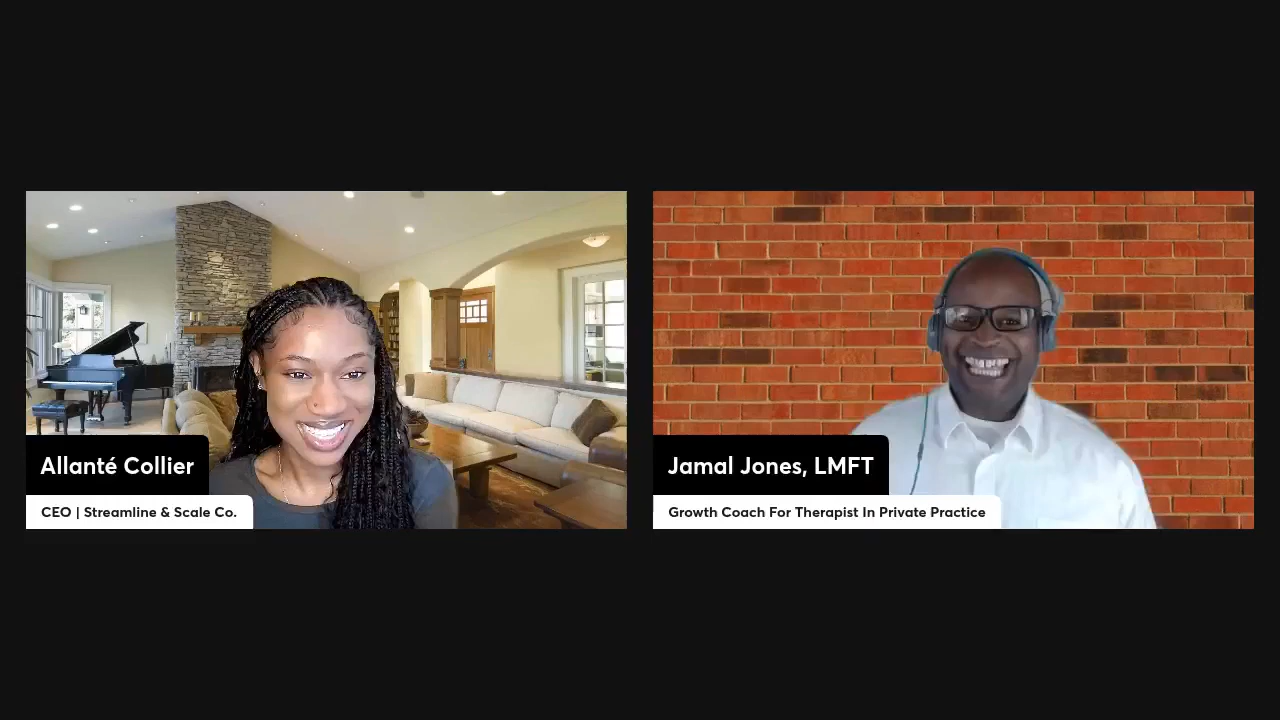 Allanté Collier
CEO | Streamline & Scale Co.
Jamal Jones, LMFT
Growth Coach For Therapist In Private Practice